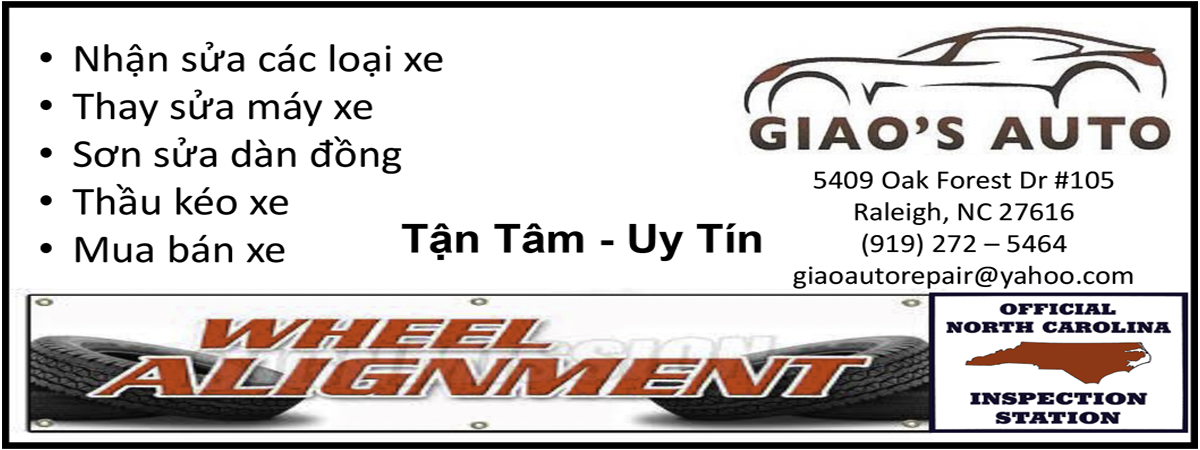 • Nhận sửa các loại xe
• Thay sửa máy xe
• Sơn sửa dàn đồng
• Thầu kéo xe
• Mua bán xe
Tận Tâm - Uy Tín
GIAO'S AUTO
5409 Oak Forest Dr #105
Raleigh, NC 27616
(919) 272 – 5464
giaoautorepair@yahoo.com
WHEEL
ALIGNMENT
OFFICIAL
NORTH CAROLINA
INSPECTION
STATION